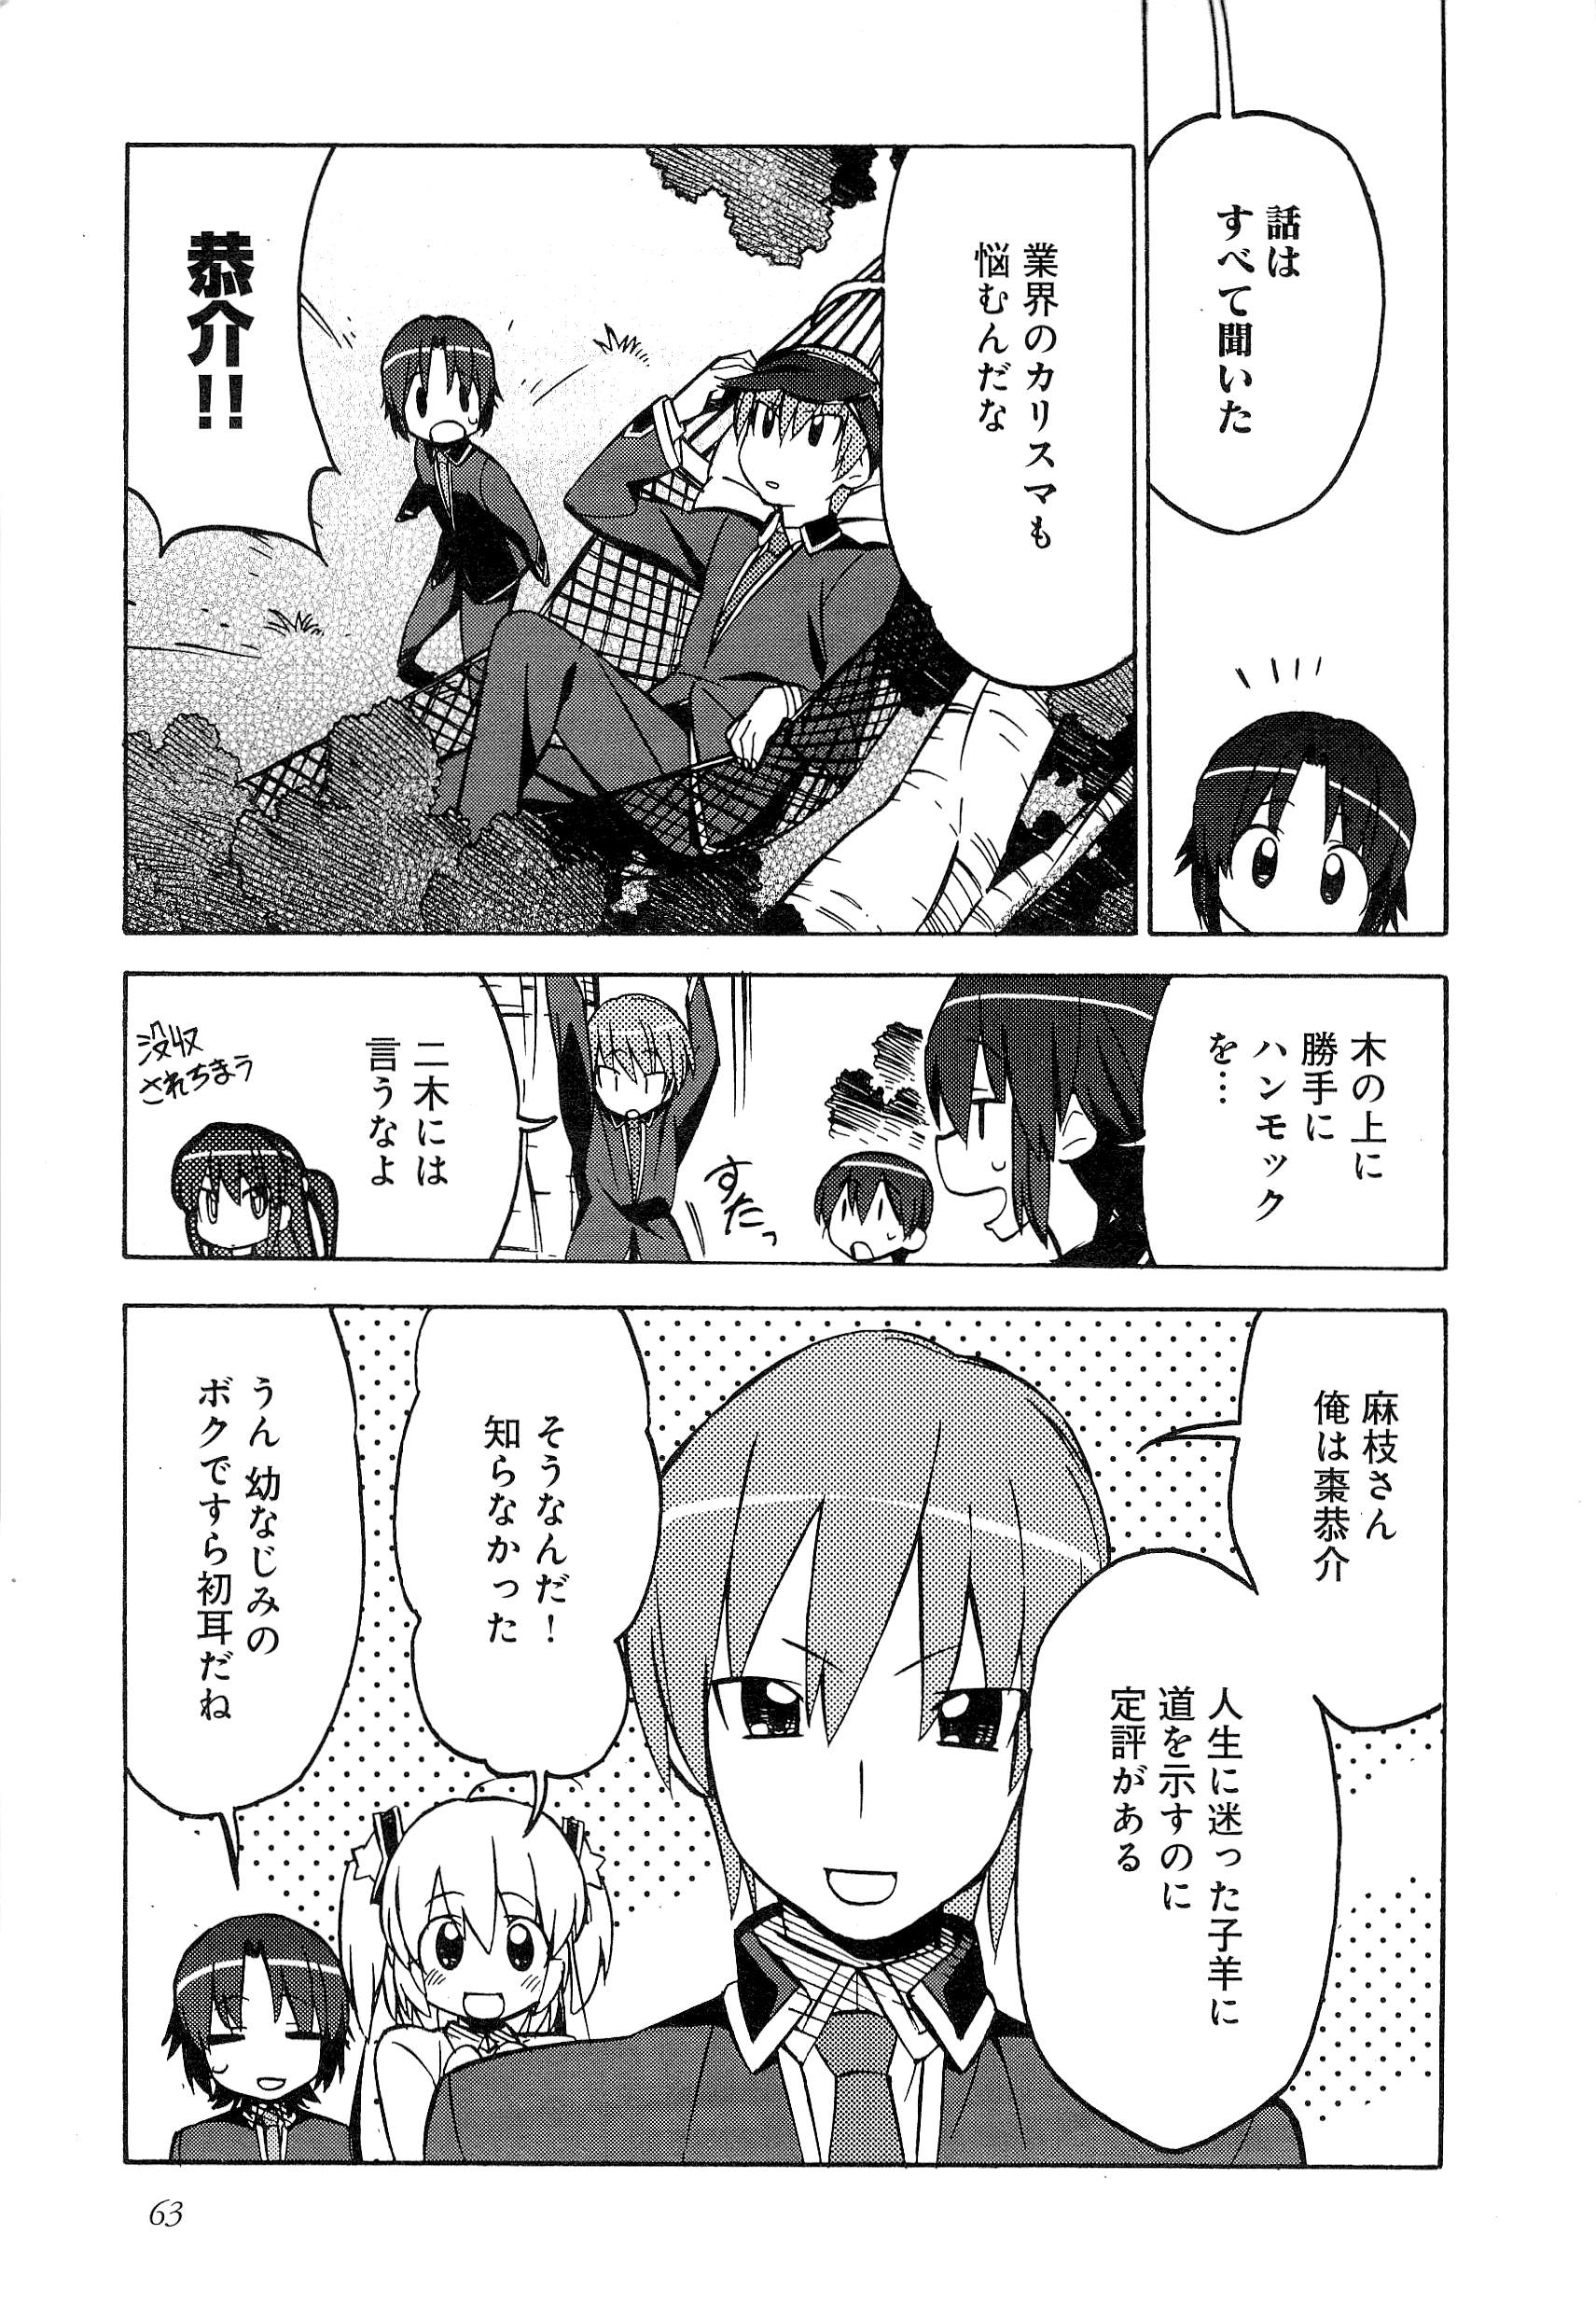 話は
すべて聞いた
業界のカリスマも
悩むんだな
恭介!!
木の上に
勝手に
ハンモック
を…
すたっ
二木には
言うなよ
没収
されちまう
麻枝さん
俺は棗恭介
人生に迷った子羊に
道を示すのに
定評がある
そうなんだ！
知らなかった
うん 幼なじみの
ボクですら初耳だね
63